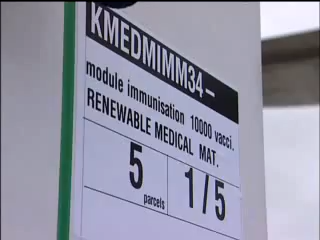 KMEDMIMM34-
module immunisation 10000 vacci.
RENEWABLE MEDICAL MAT.
5 parcels
1/5